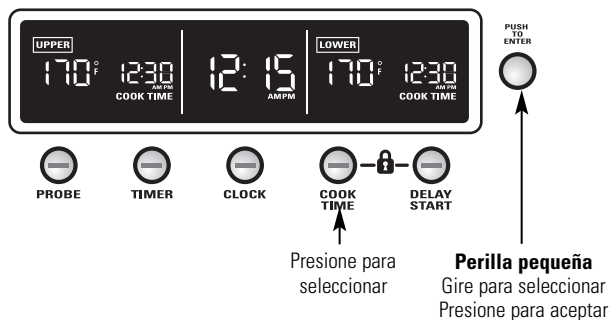 PUSH
TO
ENTER
UPPER
170°F
12:30
AM PM
COOK TIME
12:15
AM PM
LOWER
170°F
12:30
AM PM
COOK TIME
PROBE
TIMER
CLOCK
COOK
TIME
DELAY
START
Presione para
seleccionar
Perilla pequeña
Gire para seleccionar
Presione para aceptar